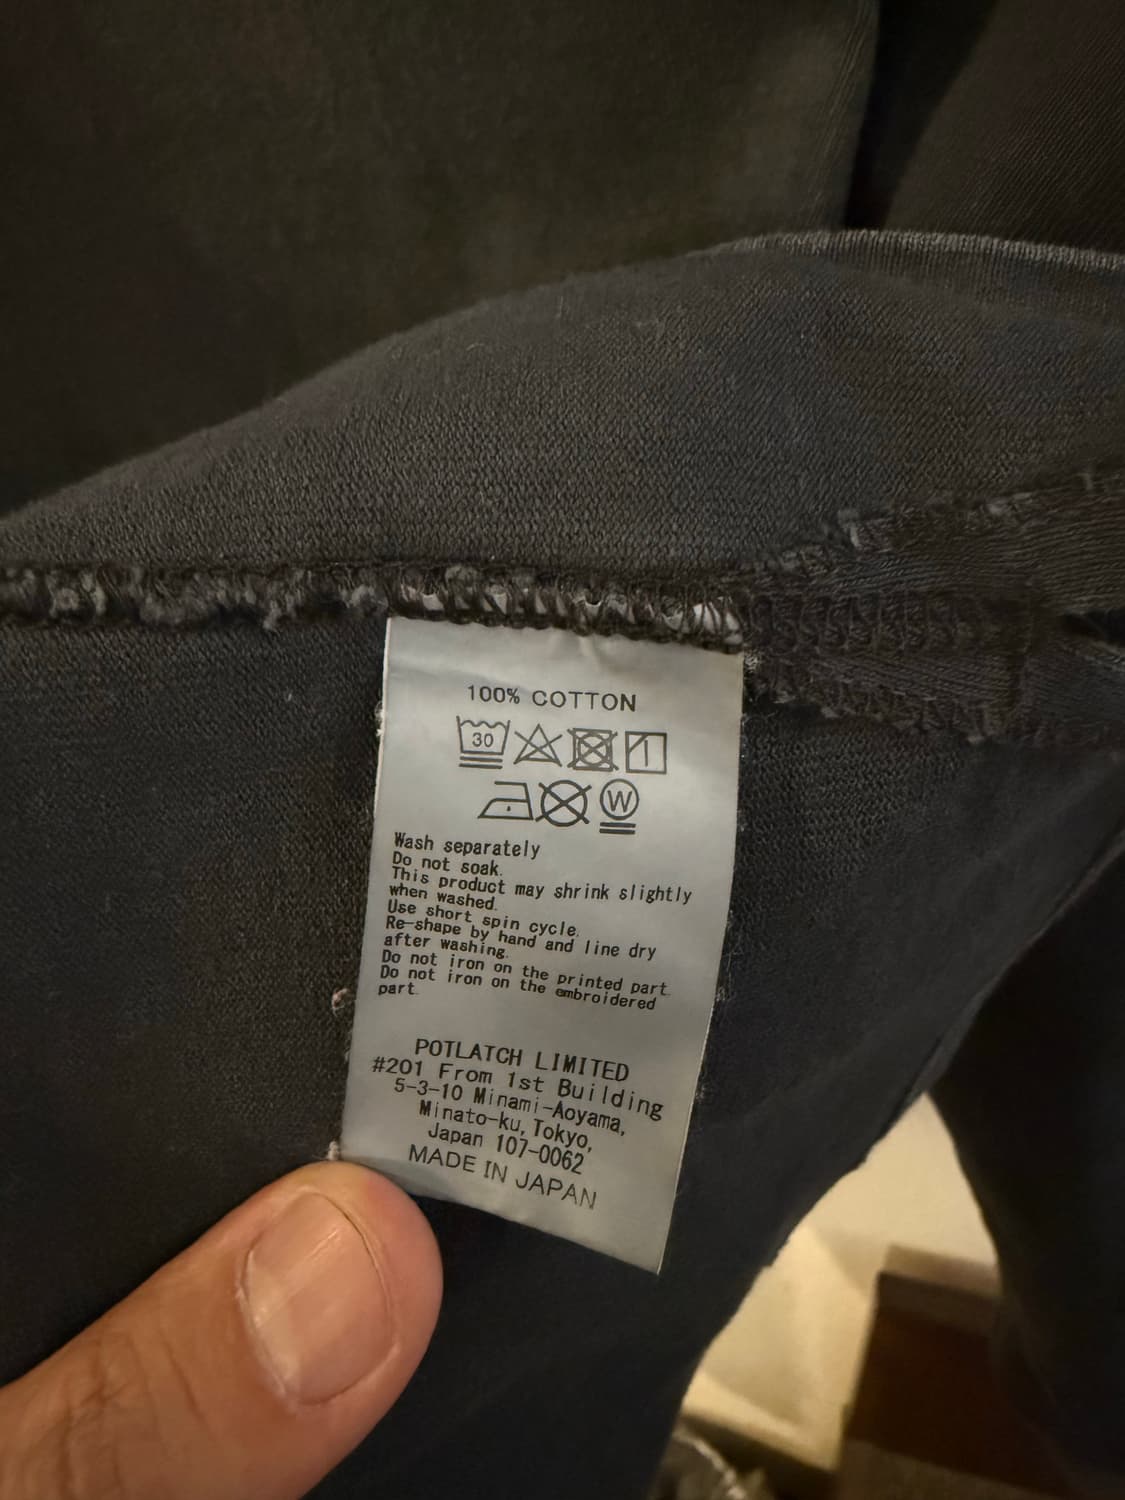 100% COTTON
30
W
Wash separately
Do not soak.
This product may shrink slightly
when washed.
Use short spin cycle.
Re-shape by hand and line dry
after washing.
Do not iron on the printed part.
Do not iron on the embroidered
part.
POTLATCH LIMITED
#201 From 1st Building
5-3-10 Minami-Aoyama,
Minato-ku, Tokyo,
Japan 107-0062
MADE IN JAPAN